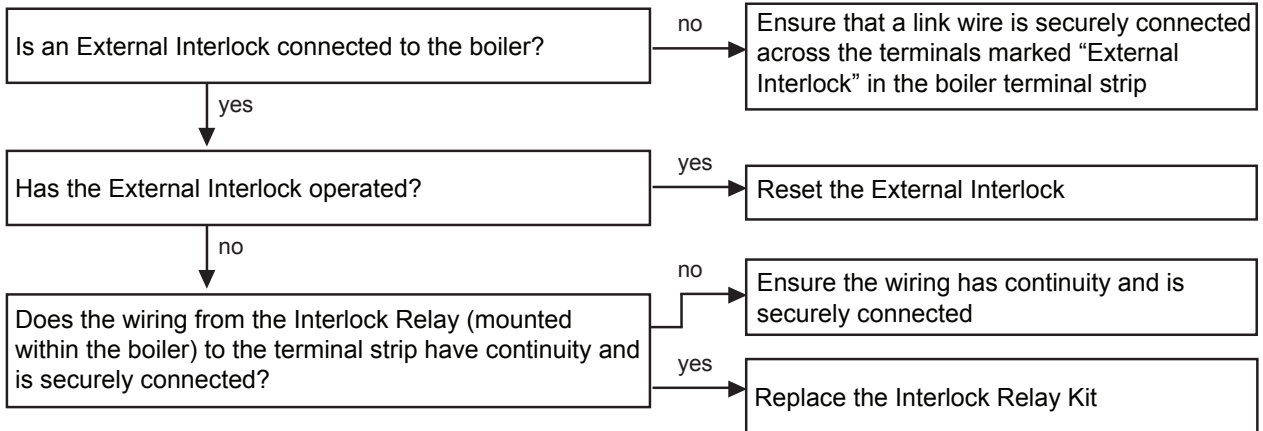 Is an External Interlock connected to the boiler?
no
Ensure that a link wire is securely connected
across the terminals marked “External
Interlock” in the boiler terminal strip
yes
Has the External Interlock operated?
yes
Reset the External Interlock
no
Does the wiring from the Interlock Relay (mounted
within the boiler) to the terminal strip have continuity and
is securely connected?
no
Ensure the wiring has continuity and is
securely connected
yes
Replace the Interlock Relay Kit